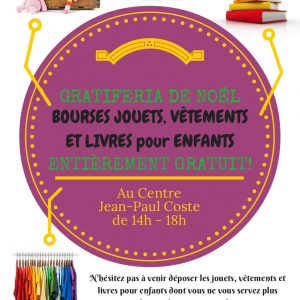 GRATIFERIA DE NOËL
BOURSES JOUETS, VÊTEMENTS
ET LIVRES pour ENFANTS
ENTIÈREMENT GRATUIT!
Au Centre
Jean-Paul Coste
de 14h - 18h
N'hésitez pas à venir déposer les jouets, vêtements et
livres pour enfants dont vous ne vous servez plus